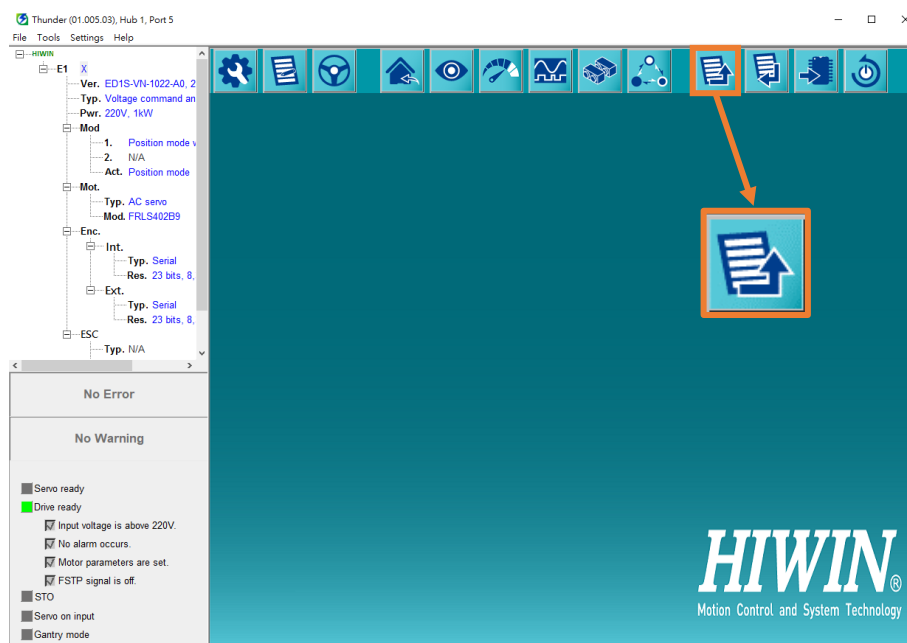 Thunder (01.005.03), Hub 1, Port 5
File Tools Settings Help
HIWIN
E1 X
Ver. ED1S-VN-1022-A0, 2
Typ. Voltage command an
Pwr. 220V, 1kW
Mod
1. Position mode v
2. N/A
Act. Position mode
Mot.
Typ. AC servo
Mod. FRLS402B9
Enc.
Int.
Typ. Serial
Res. 23 bits, 8,
Ext.
Typ. Serial
Res. 23 bits, 8,
ESC
Typ. N/A
No Error
No Warning
Servo ready
Drive ready
Input voltage is above 220V.
No alarm occurs.
Motor parameters are set.
FSTP signal is off.
STO
Servo on input
Gantry mode
HIWIN®
Motion Control and System Technology